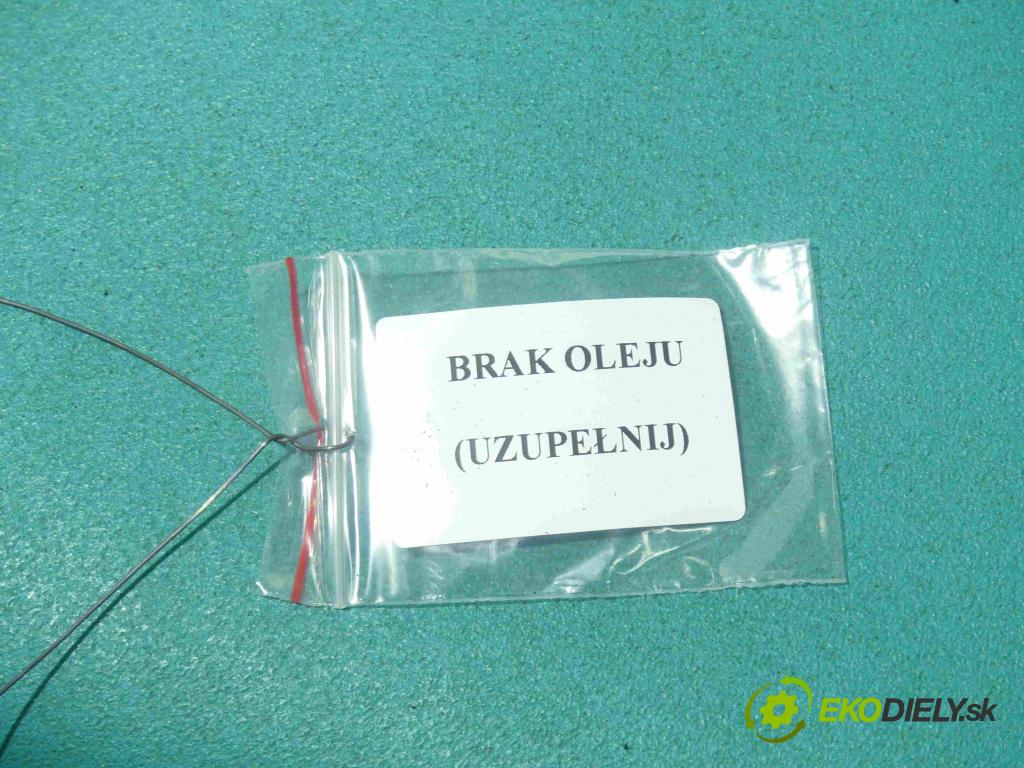 BRAK OLEJU
(UZUPEŁNIJ)
EKODIELY.sk